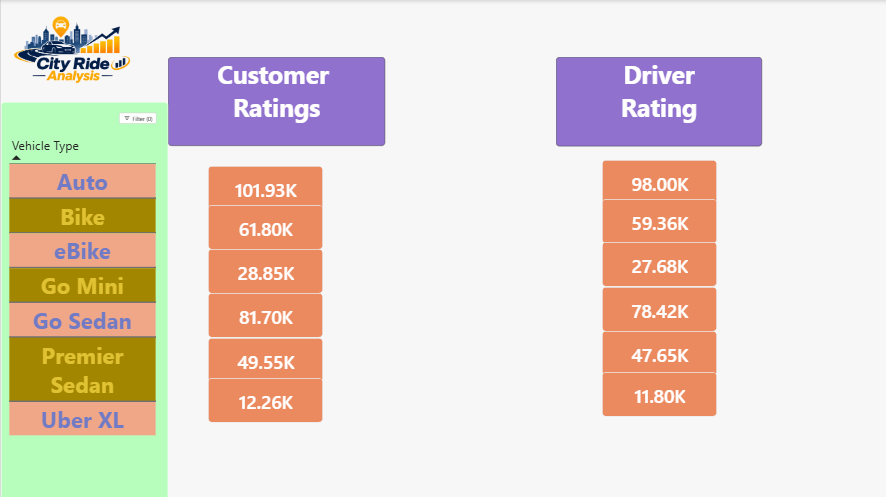 City Ride
Analysis
Customer
Ratings
Driver
Rating
Filter (0)
Vehicle Type
Auto
Bike
eBike
Go Mini
Go Sedan
Premier
Sedan
Uber XL
101.93K
61.80K
28.85K
81.70K
49.55K
12.26K
98.00K
59.36K
27.68K
78.42K
47.65K
11.80K